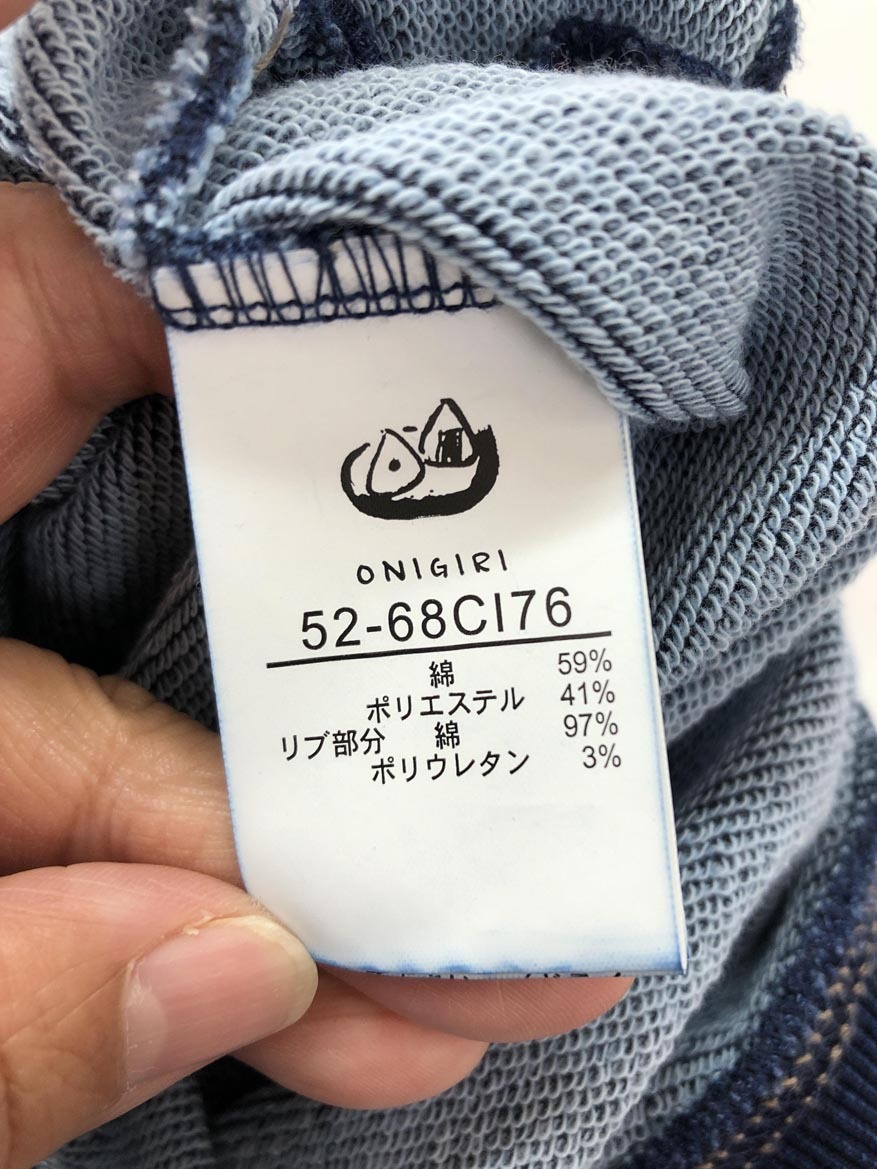 ONIGIRI
52-68CI76
綿 59%
ポリエステル 41%
リブ部分 綿 97%
ポリウレタン 3%